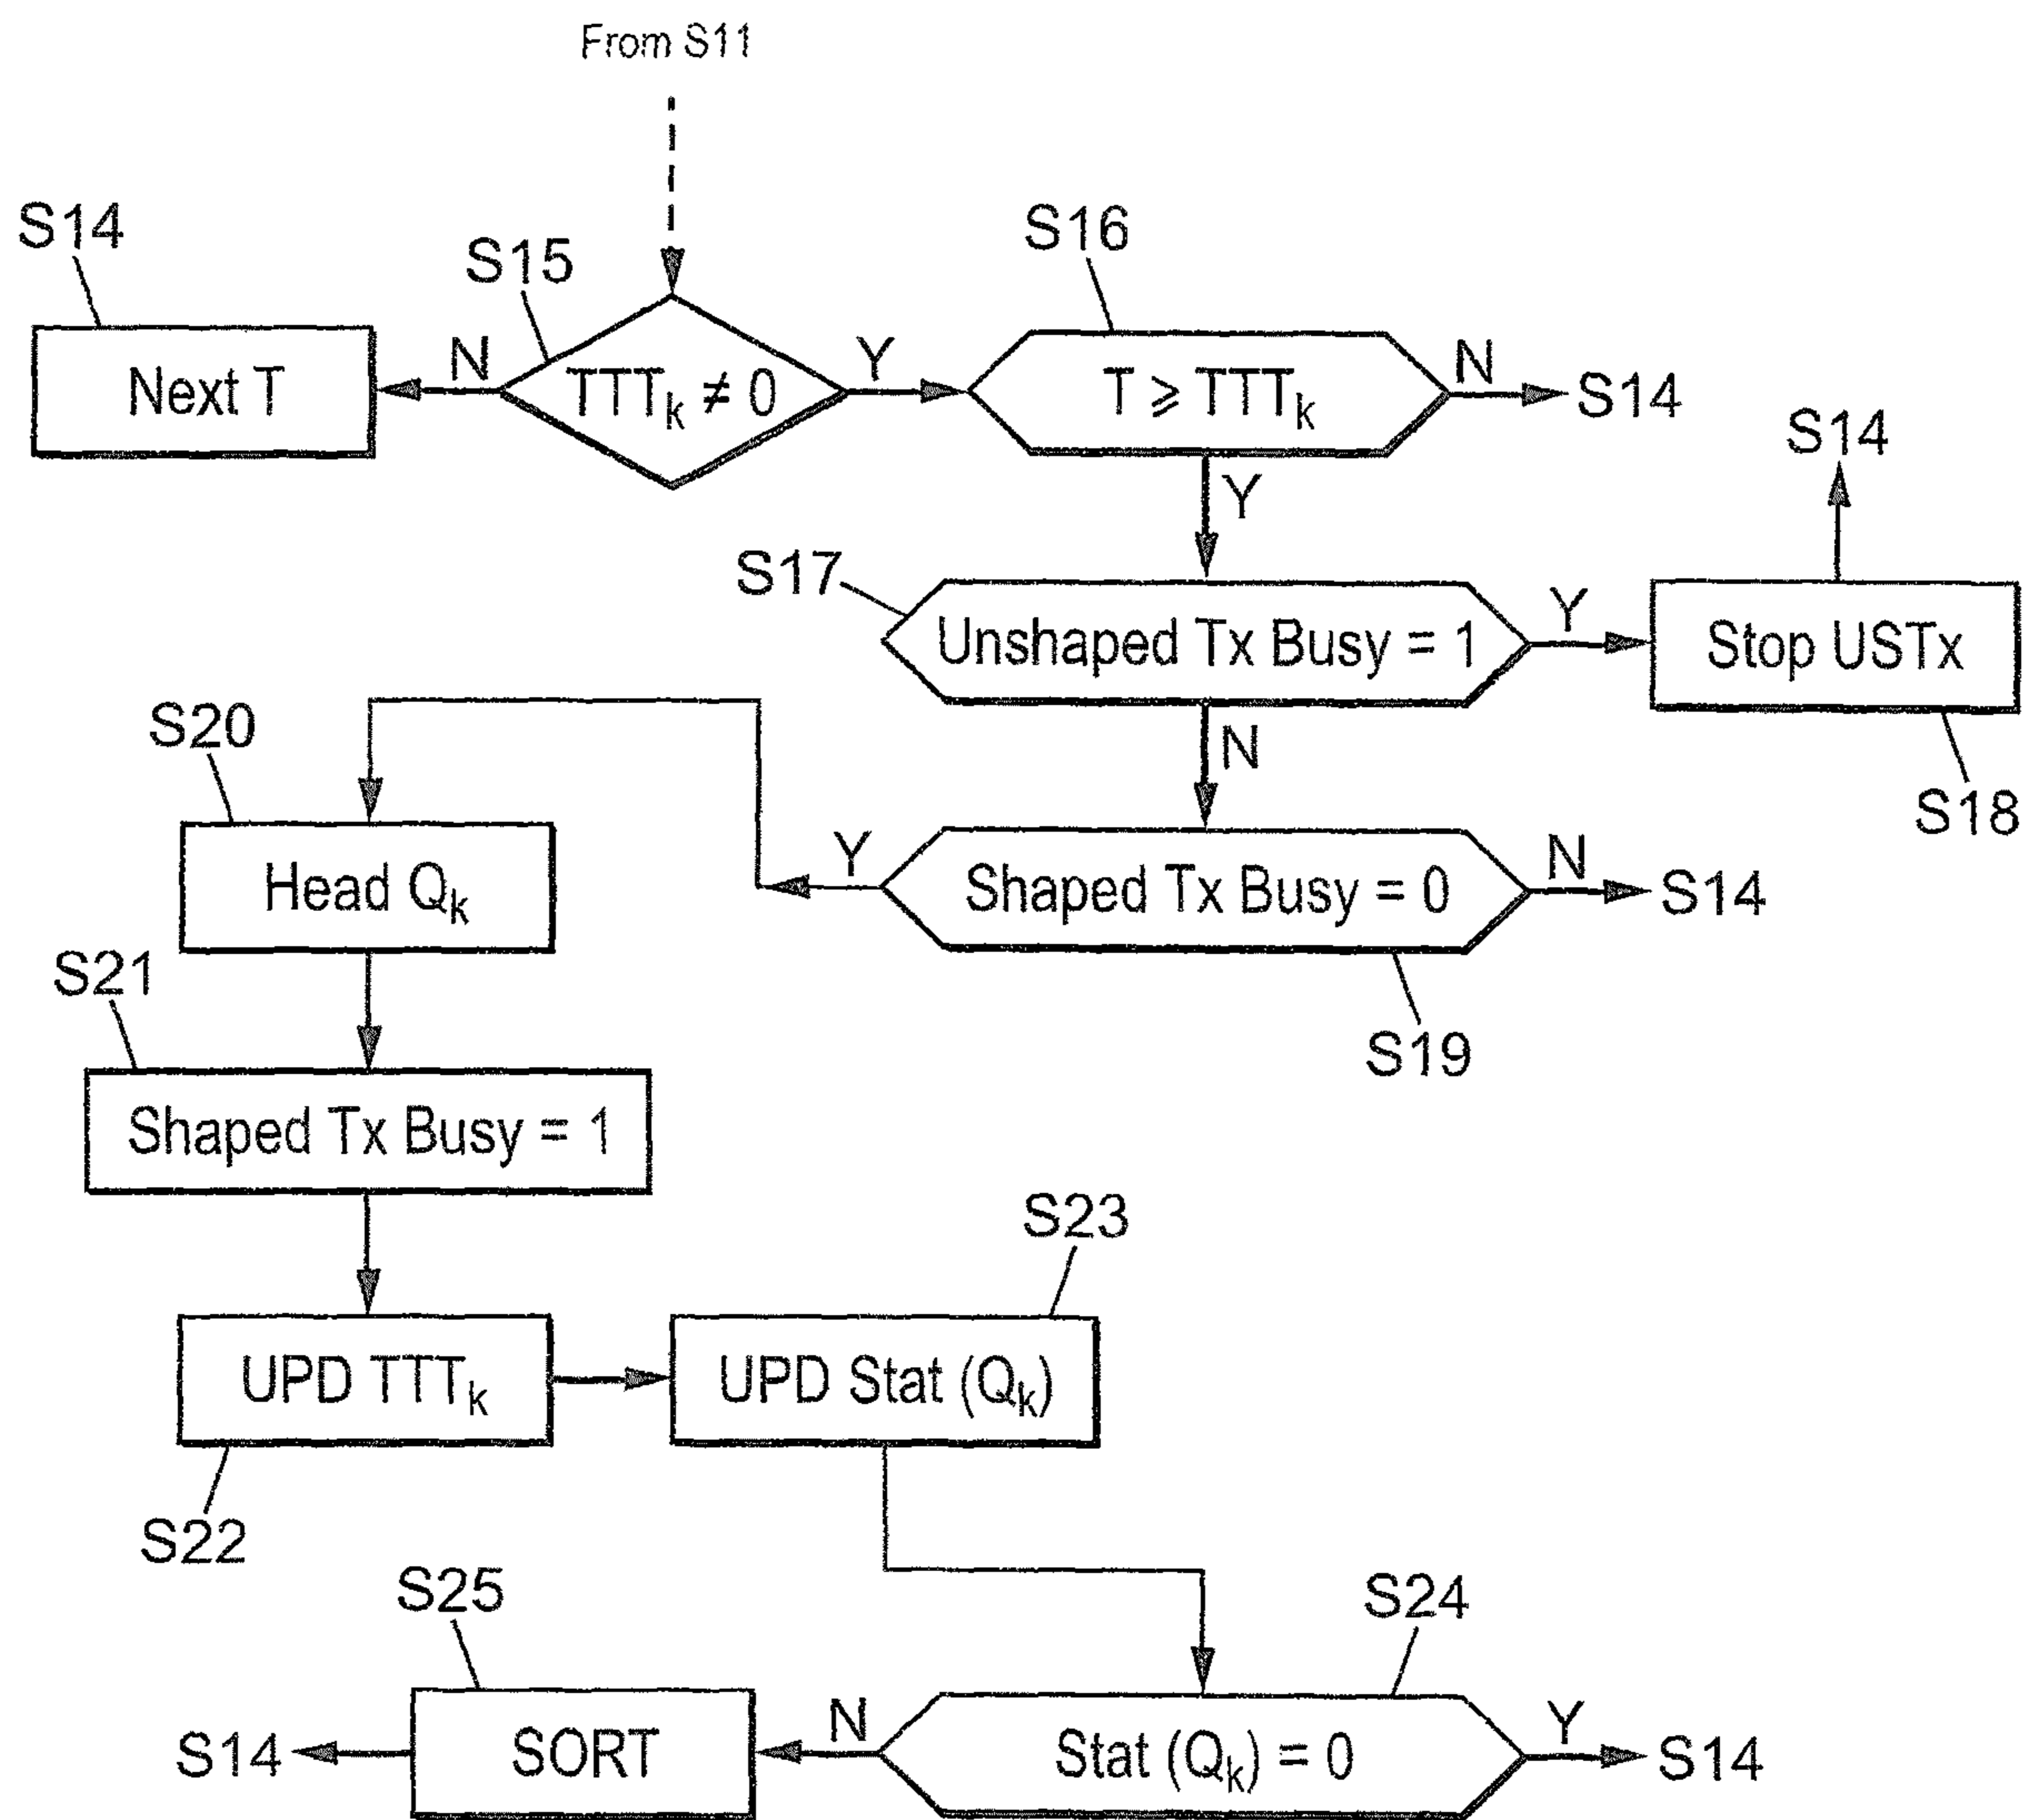 From S11
S14
S15
S16
Next T
N
TTTk ≠ 0
Y
T ⩾ TTTk
N
S14
S14
Y
S17
Unshaped Tx Busy = 1
Y
Stop USTx
S18
N
S20
Head Qk
Y
Shaped Tx Busy = 0
N
S14
S19
S21
Shaped Tx Busy = 1
S23
UPD TTTk
UPD Stat (Qk)
S22
S25
S24
S14
SORT
N
Stat (Qk) = 0
Y
S14